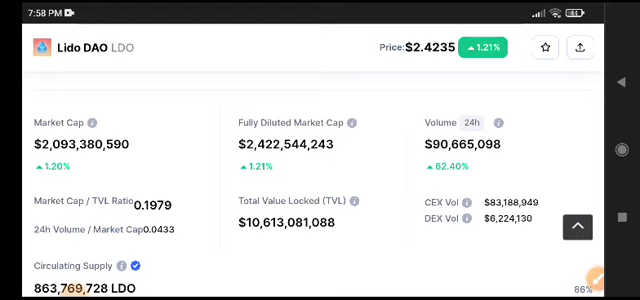 7:58 PM
44
Lido DAO LDO
Price: $2.4235 1.21%
Market Cap
$2,093,380,590
1.20%
Fully Diluted Market Cap
$2,422,544,243
1.21%
Volume 24h
$90,665,098
62.40%
Market Cap / TVL Ratio 0.1979
24h Volume / Market Cap 0.0433
Total Value Locked (TVL)
$10,613,081,088
CEX Vol $83,188,949
DEX Vol $6,224,130
Circulating Supply
863,769,728 LDO
86%